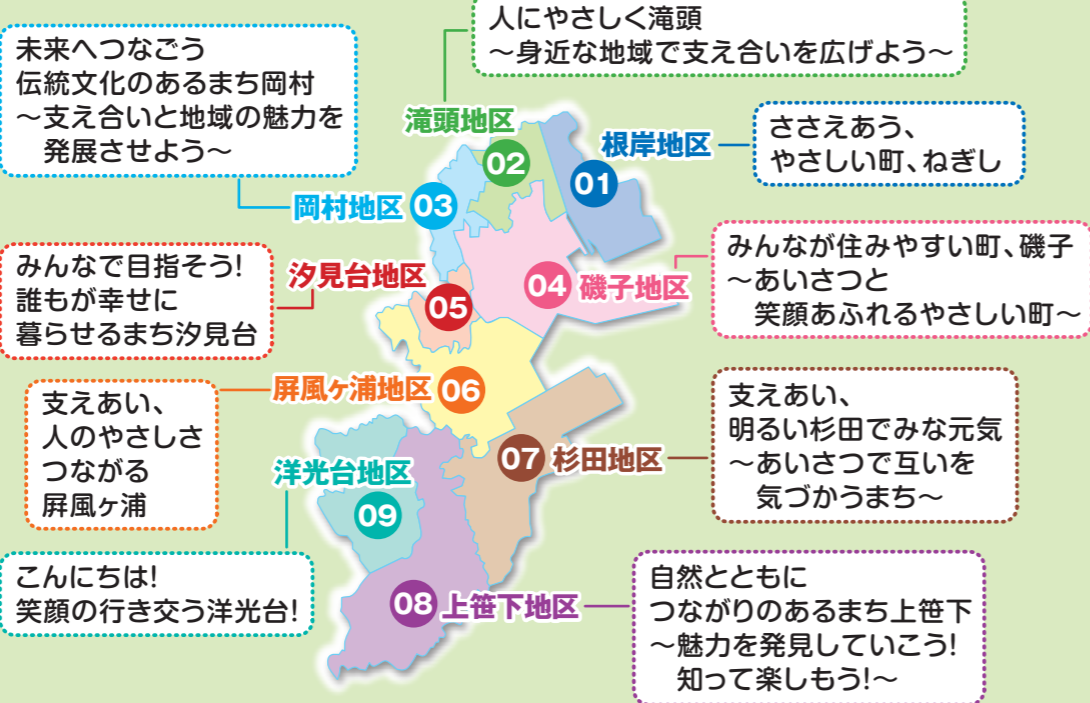 人にやさしく滝頭
～身近な地域で支え合いを広げよう～
未来へつなごう
伝統文化のあるまち岡村
～支え合いと地域の魅力を
発展させよう～
滝頭地区
02
根岸地区
01
ささえあう、
やさしい町、ねぎし
岡村地区 03
みんなで目指そう!
誰もが幸せに
暮らせるまち汐見台
汐見台地区
05
04 磯子地区
みんなが住みやすい町、磯子
～あいさつと
笑顔あふれるやさしい町～
屏風ヶ浦地区 06
支えあい、
人のやさしさ
つながる
屛風ヶ浦
07 杉田地区
支えあい、
明るい杉田でみな元気
～あいさつで互いを
気づかうまち～
洋光台地区
09
こんにちは!
笑顔の行き交う洋光台!
08 上笹下地区
自然とともに
つながりのあるまち上笹下
～魅力を発見していこう!
知って楽しもう!～